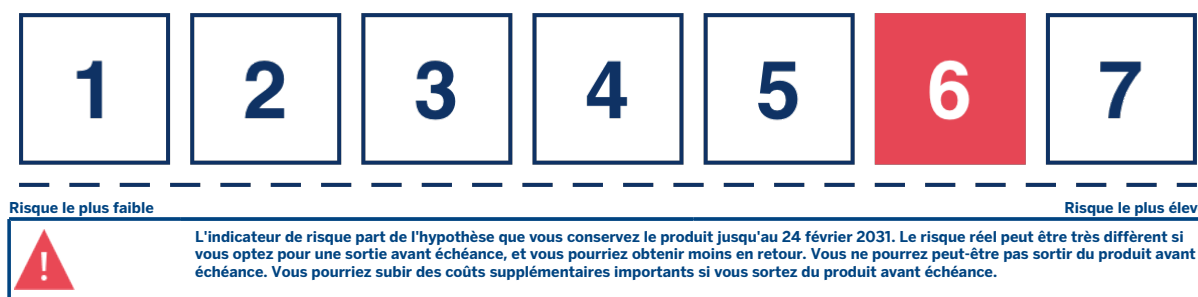 1 2 3 4 5 6 7
Risque le plus faible Risque le plus élev
!
L'indicateur de risque part de l'hypothèse que vous conservez le produit jusqu'au 24 février 2031. Le risque réel peut être très diffèrent si
vous optez pour une sortie avant échéance, et vous pourriez obtenir moins en retour. Vous ne pourrez peut-être pas sortir du produit avant
échéance. Vous pourriez subir des coûts supplémentaires importants si vous sortez du produit avant échéance.